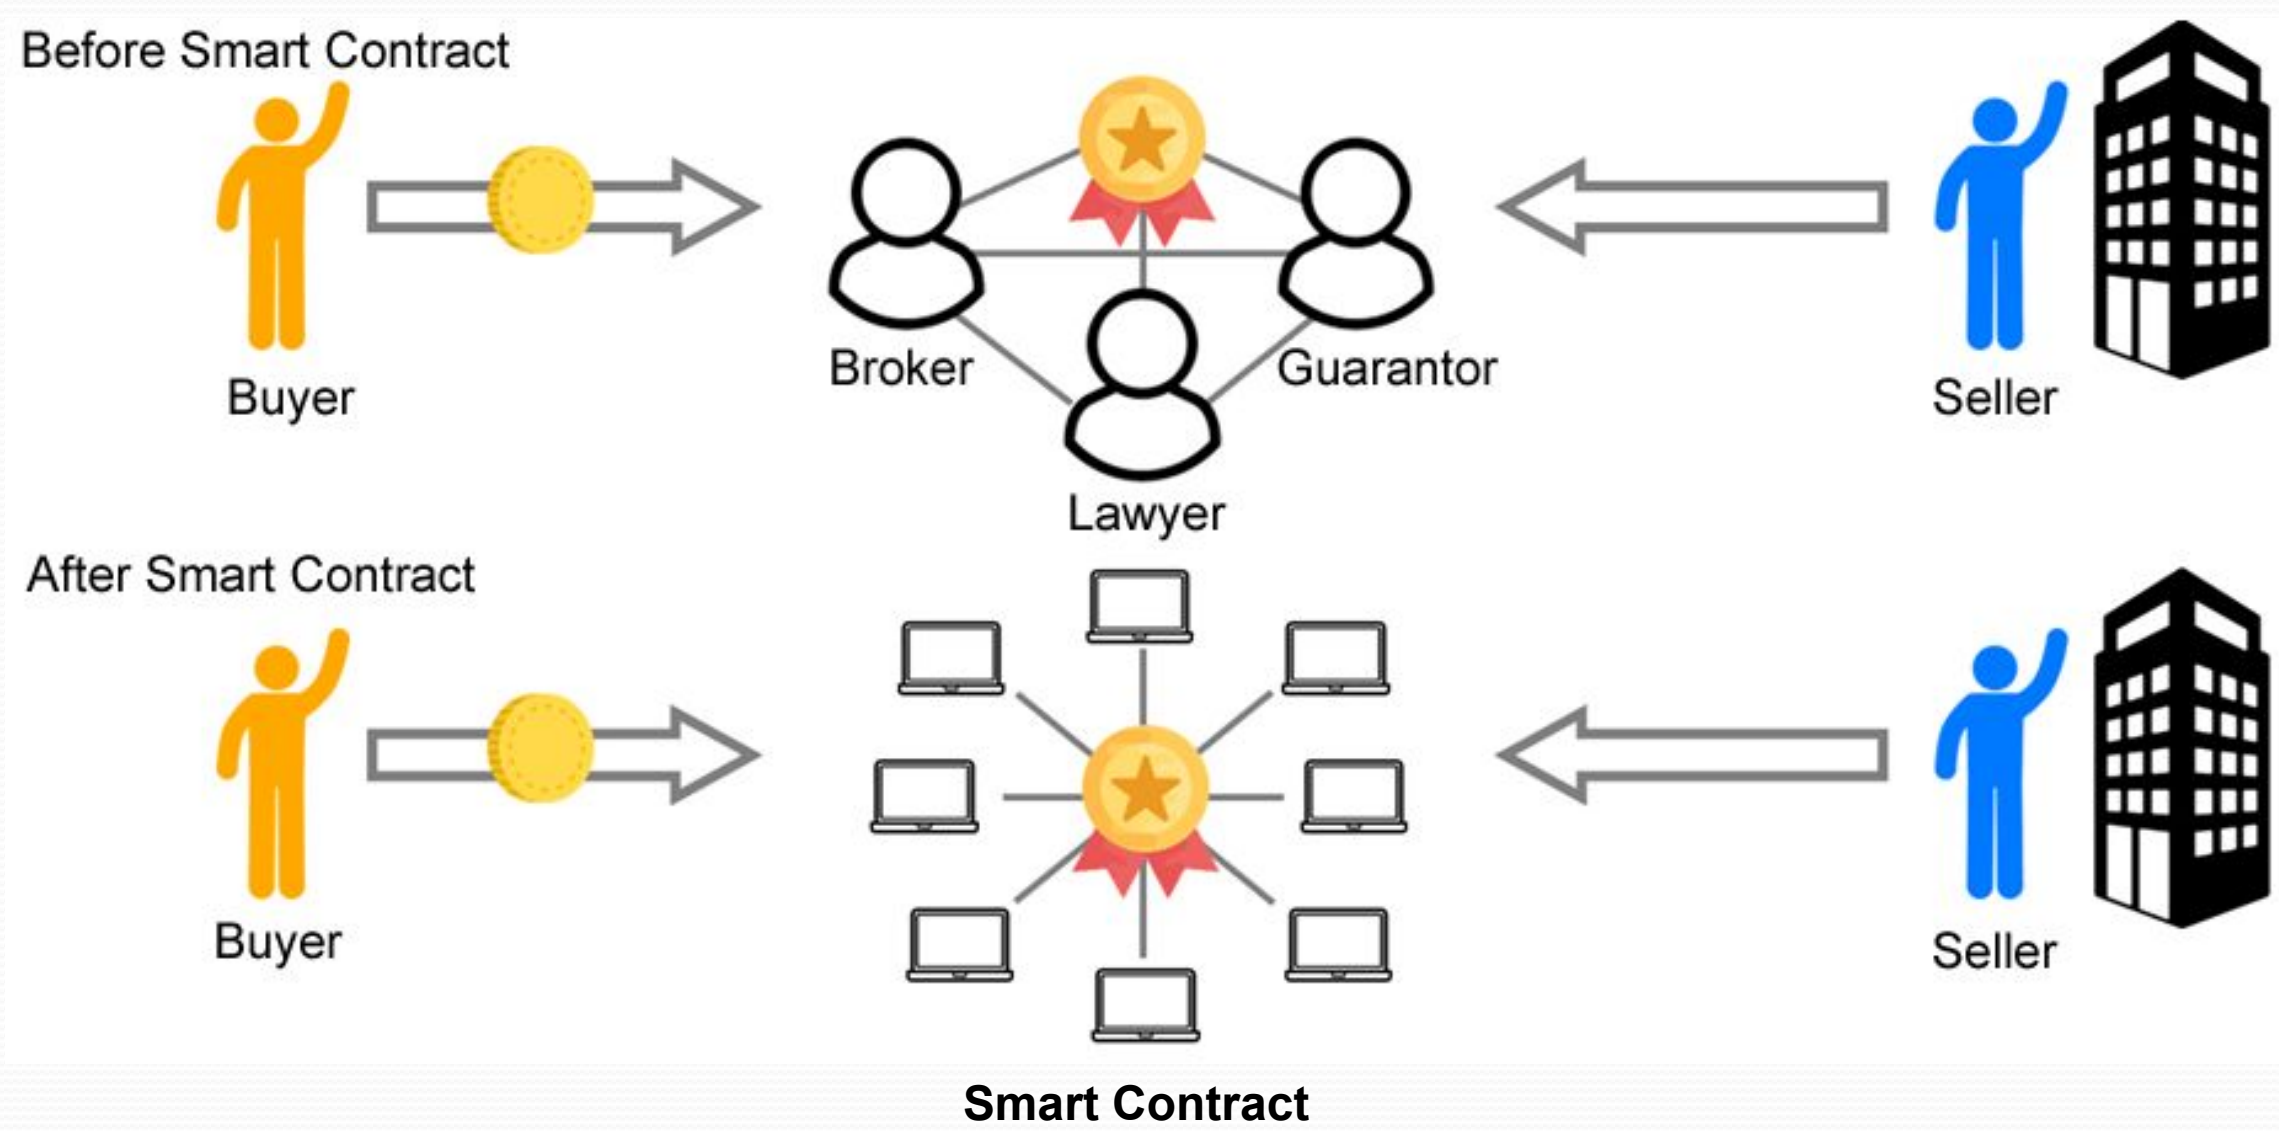 Before Smart Contract
Broker
Guarantor
Buyer
Seller
Lawyer
After Smart Contract
Buyer
Seller
Smart Contract